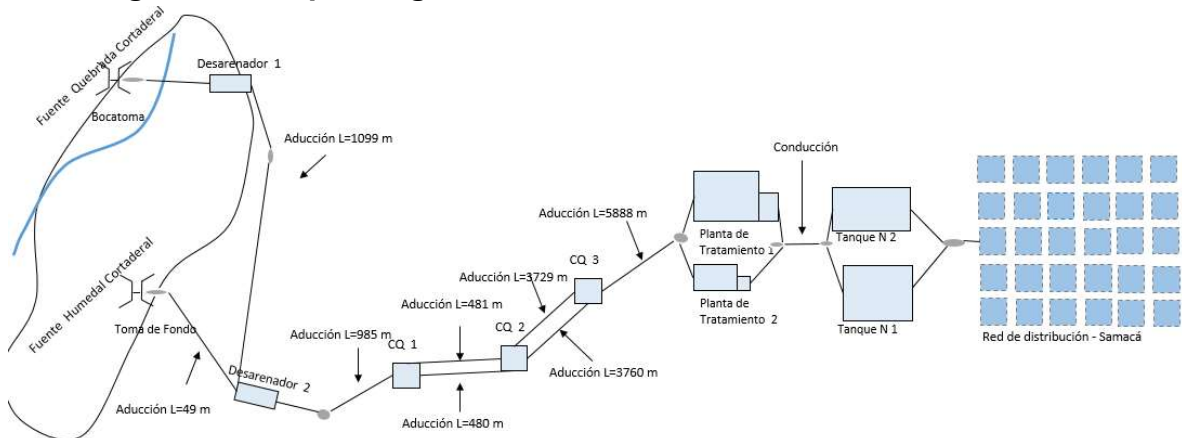 Fuente Quebrada Cortaderal
Bocatoma
Desarenador 1
Aducción L=1099 m
Fuente Humedal Cortaderal
Toma de Fondo
Aducción L=49 m
Desarenador 2
Aducción L=985 m
CQ 1
Aducción L=481 m
Aducción L=480 m
CQ 2
Aducción L=3729 m
Aducción L=3760 m
CQ 3
Aducción L=5888 m
Planta de
Tratamiento 1
Planta de
Tratamiento 2
Conducción
Tanque N 2
Tanque N 1
Red de distribución - Samacá